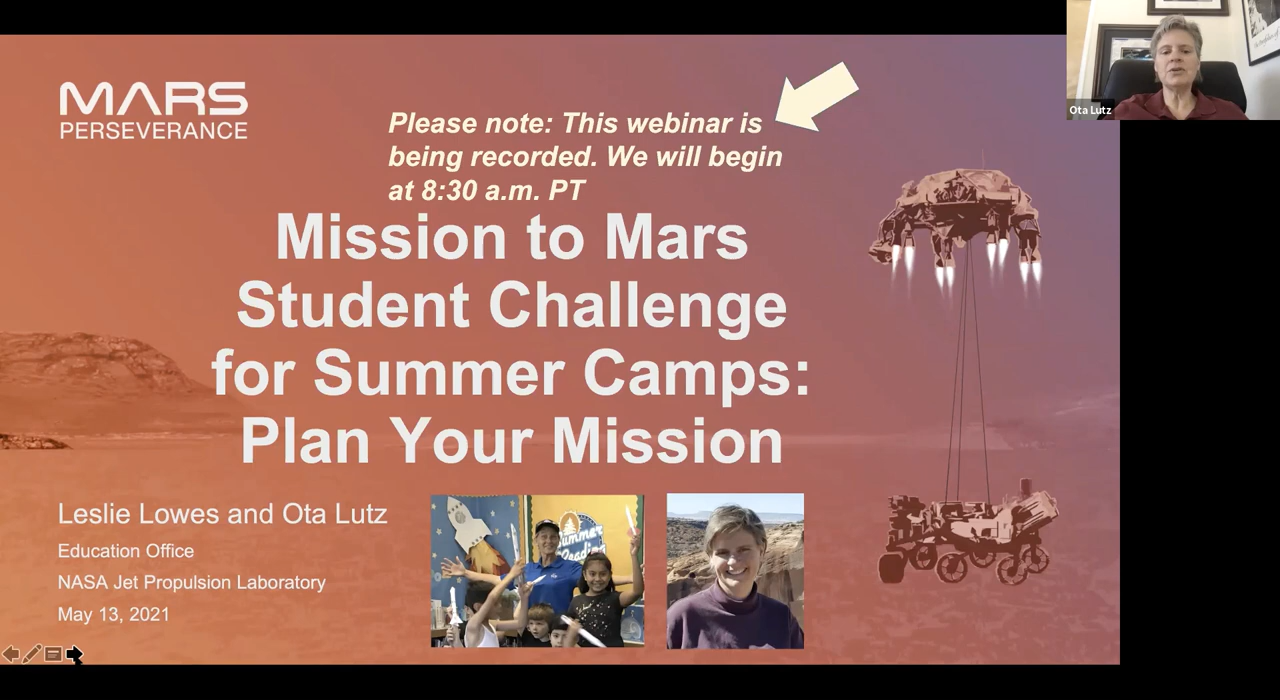 MARS
PERSEVERANCE
Please note: This webinar is
being recorded. We will begin
at 8:30 a.m. PT
Mission to Mars
Student Challenge
for Summer Camps:
Plan Your Mission
Leslie Lowes and Ota Lutz
Education Office
NASA Jet Propulsion Laboratory
May 13, 2021
Summer
Reading
Ota Lutz